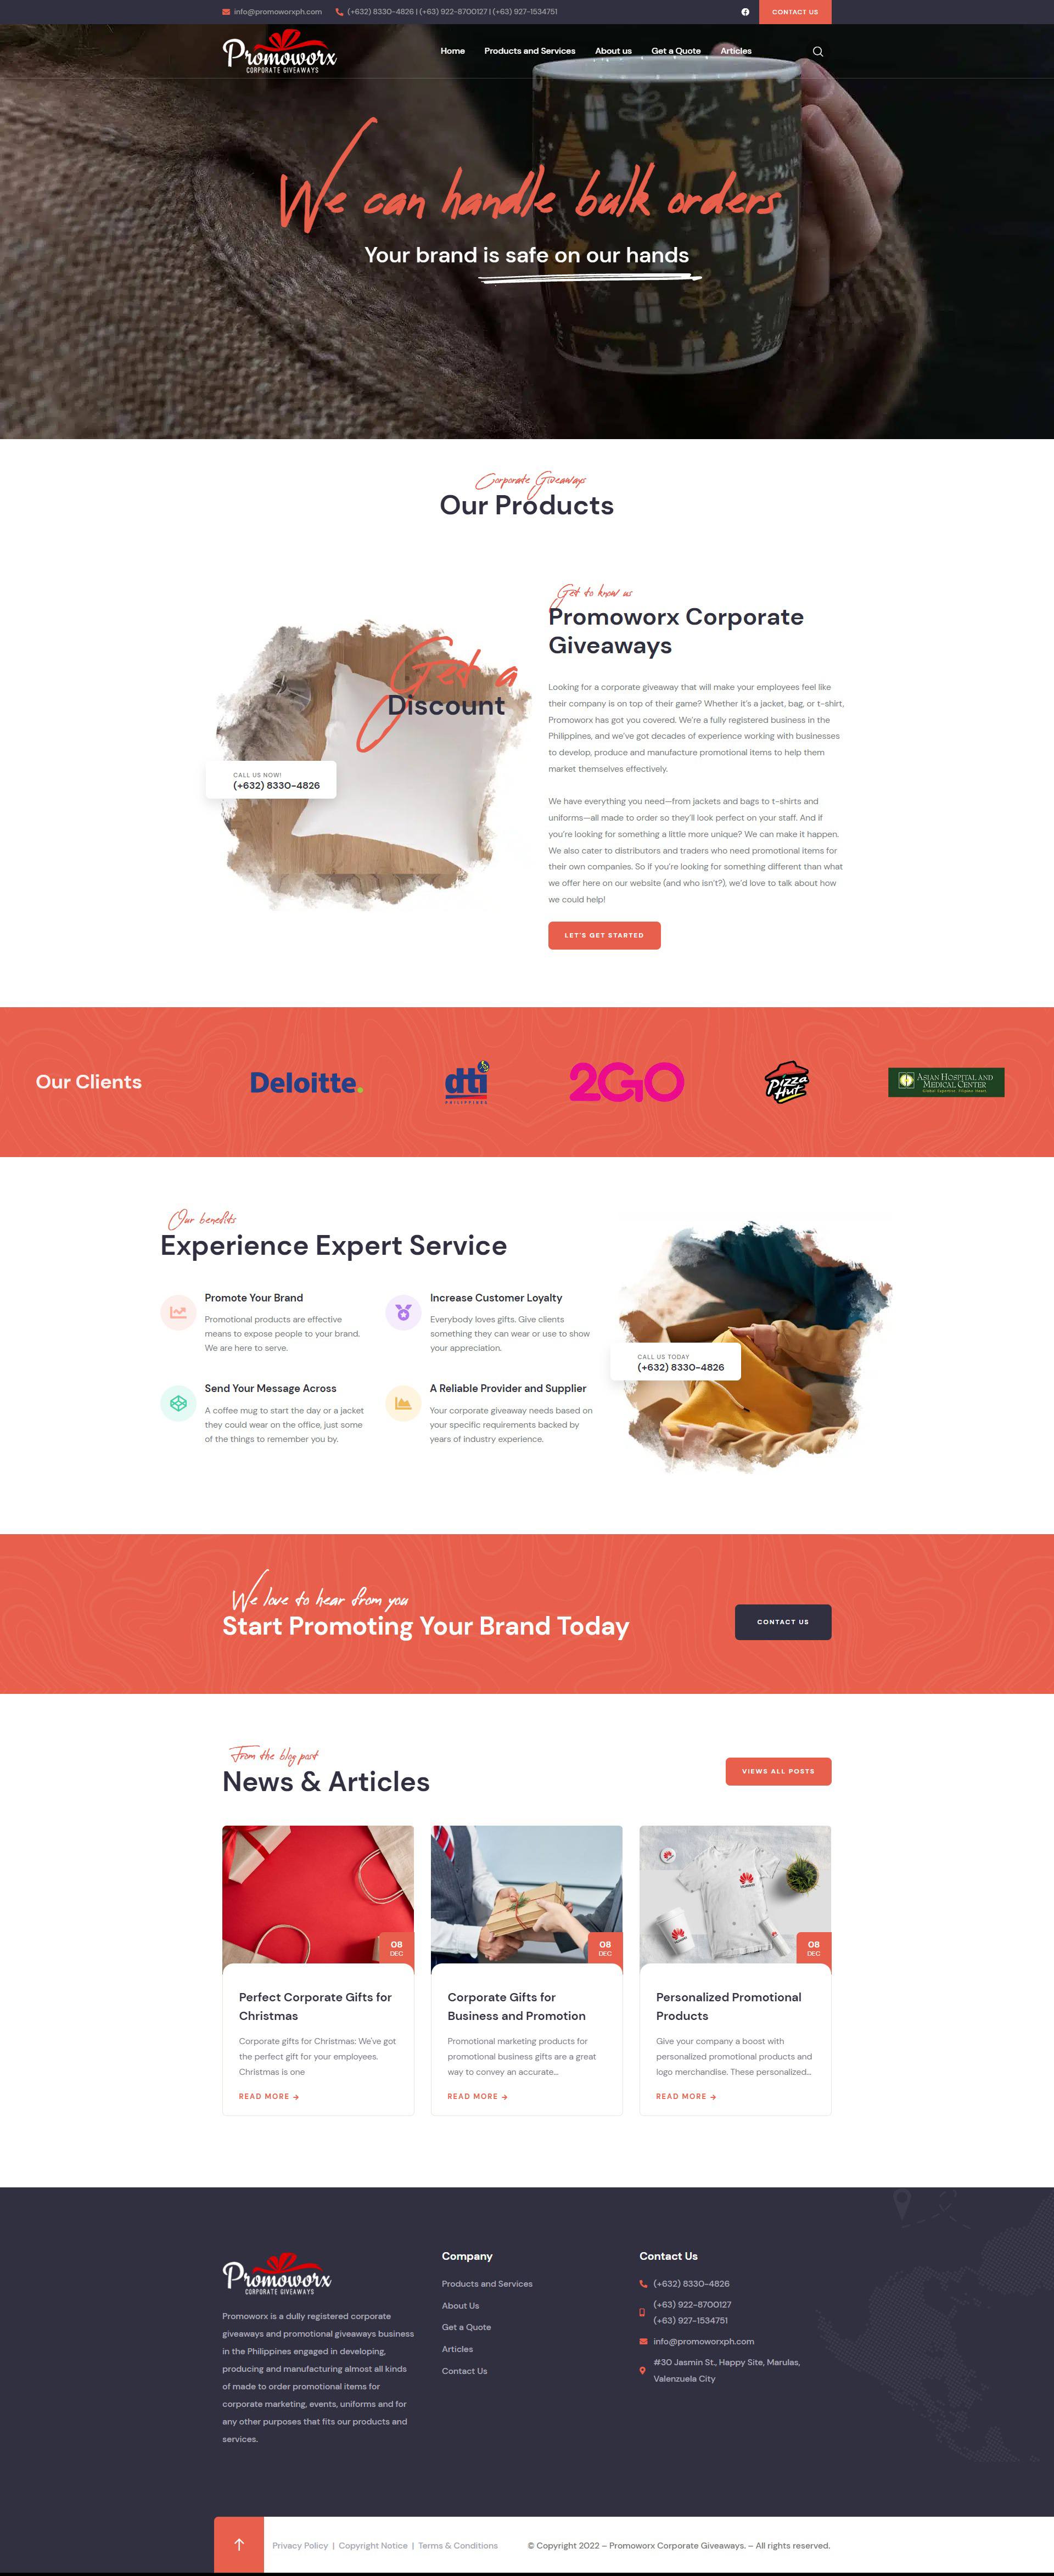 info@promoworxph.com
(+632) 8330-4826 | (+63) 922-8700127 | (+63) 927-1534751
CONTACT US
Promoworx
CORPORATE GIVEAWAYS
Home
Products and Services
About us
Get a Quote
Articles
We can handle bulk orders
Your brand is safe on our hands
Corporate Giveaways
Our Products
Get a
Discount
CALL US NOW!
(+632) 8330-4826
Get to know us
Promoworx Corporate
Giveaways
Looking for a corporate giveaway that will make your employees feel like
their company is on top of their game? Whether it's a jacket, bag, or t-shirt,
Promoworx has got you covered. We're a fully registered business in the
Philippines, and we've got decades of experience working with businesses
to develop, produce and manufacture promotional items to help them
market themselves effectively.
We have everything you need—from jackets and bags to t-shirts and
uniforms—all made to order so they'll look perfect on your staff. And if
you're looking for something a little more unique? We can make it happen.
We also cater to distributors and traders who need promotional items for
their own companies. So if you're looking for something different than what
we offer here on our website (and who isn't?), we'd love to talk about how
we could help!
LET'S GET STARTED
Our Clients
Deloitte.
dti
PHILIPPINES
2GO
Pizza
Hut
ASIAN HOSPITAL AND
MEDICAL CENTER
Our benefits
Experience Expert Service
Promote Your Brand
Promotional products are effective
means to expose people to your brand.
We are here to serve.
Increase Customer Loyalty
Everybody loves gifts. Give clients
something they can wear or use to show
your appreciation.
Send Your Message Across
A coffee mug to start the day or a jacket
they could wear on the office, just some
of the things to remember you by.
A Reliable Provider and Supplier
Your corporate giveaway needs based on
your specific requirements backed by
years of industry experience.
CALL US TODAY
(+632) 8330-4826
We love to hear from you
Start Promoting Your Brand Today
CONTACT US
From the blog post
News & Articles
VIEWS ALL POSTS
08
DEC
Perfect Corporate Gifts for
Christmas
Corporate gifts for Christmas: We've got
the perfect gift for your employees.
Christmas is one
READ MORE
08
DEC
Corporate Gifts for
Business and Promotion
Promotional marketing products for
promotional business gifts are a great
way to convey an accurate...
READ MORE
08
DEC
Personalized Promotional
Products
Give your company a boost with
personalized promotional products and
logo merchandise. These personalized...
READ MORE
Promoworx
CORPORATE GIVEAWAYS
Promoworx is a dully registered corporate
giveaways and promotional giveaways business
in the Philippines engaged in developing,
producing and manufacturing almost all kinds
of made to order promotional items for
corporate marketing, events, uniforms and for
any other purposes that fits our products and
services.
Company
Products and Services
About Us
Get a Quote
Articles
Contact Us
Contact Us
(+632) 8330-4826
(+63) 922-8700127
(+63) 927-1534751
info@promoworxph.com
#30 Jasmin St., Happy Site, Marulas,
Valenzuela City
Privacy Policy | Copyright Notice | Terms & Conditions
© Copyright 2022 – Promoworx Corporate Giveaways. – All rights reserved.